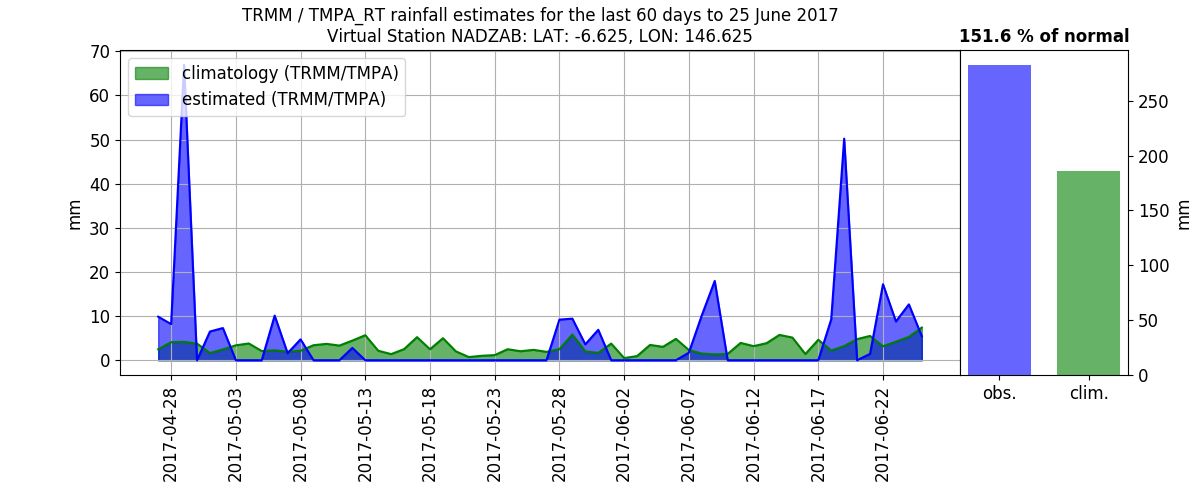 TRMM / TMPA_RT rainfall estimates for the last 60 days to 25 June 2017
Virtual Station NADZAB: LAT: -6.625, LON: 146.625
151.6 % of normal
climatology (TRMM/TMPA)
estimated (TRMM/TMPA)
70
60
50
40
30
20
10
0
mm
250
200
150
100
50
0
mm
obs.
clim.
2017-04-28
2017-05-03
2017-05-08
2017-05-13
2017-05-18
2017-05-23
2017-05-28
2017-06-02
2017-06-07
2017-06-12
2017-06-17
2017-06-22